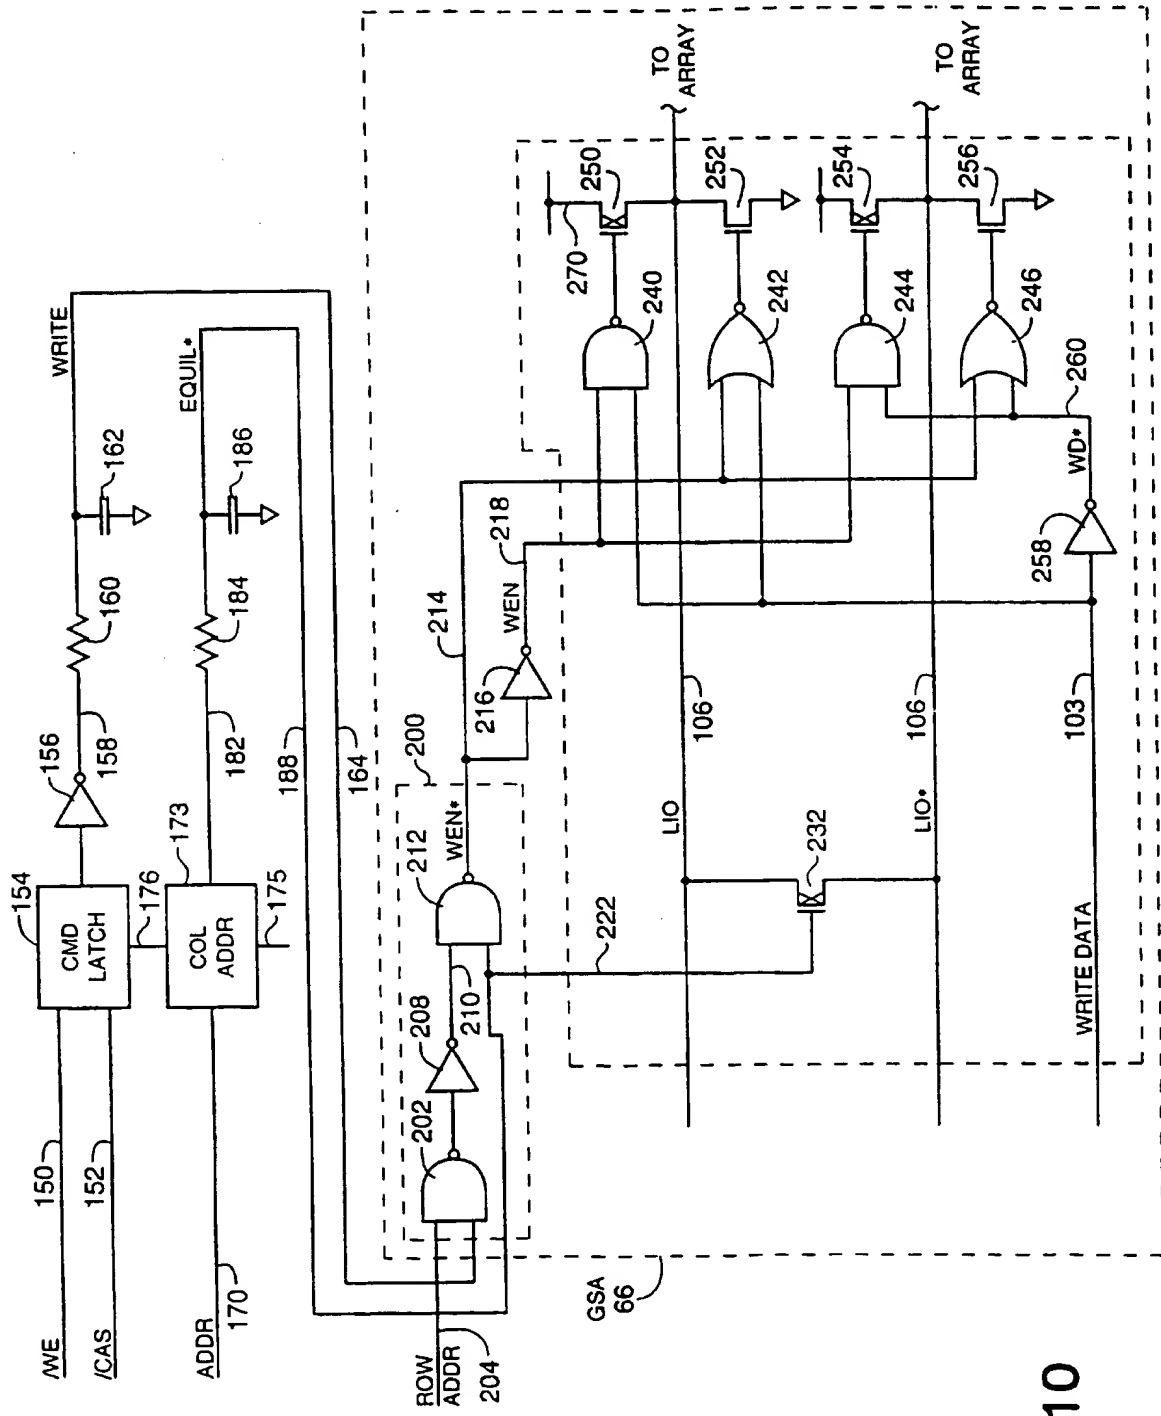 /WE
150
/CAS
152
154
CMD
LATCH
156
158
160
WRITE
162
176
ADDR
170
COL
ADDR
173
175
182
184
EQUIL*
186
188
164
ROW
ADDR
204
GSA
66
202
208
210
212
200
WEN*
214
216
WEN
218
222
270
250
TO
ARRAY
240
252
242
LIO
106
232
254
TO
ARRAY
244
256
246
LIO*
106
260
WD*
258
WRITE DATA
103
10